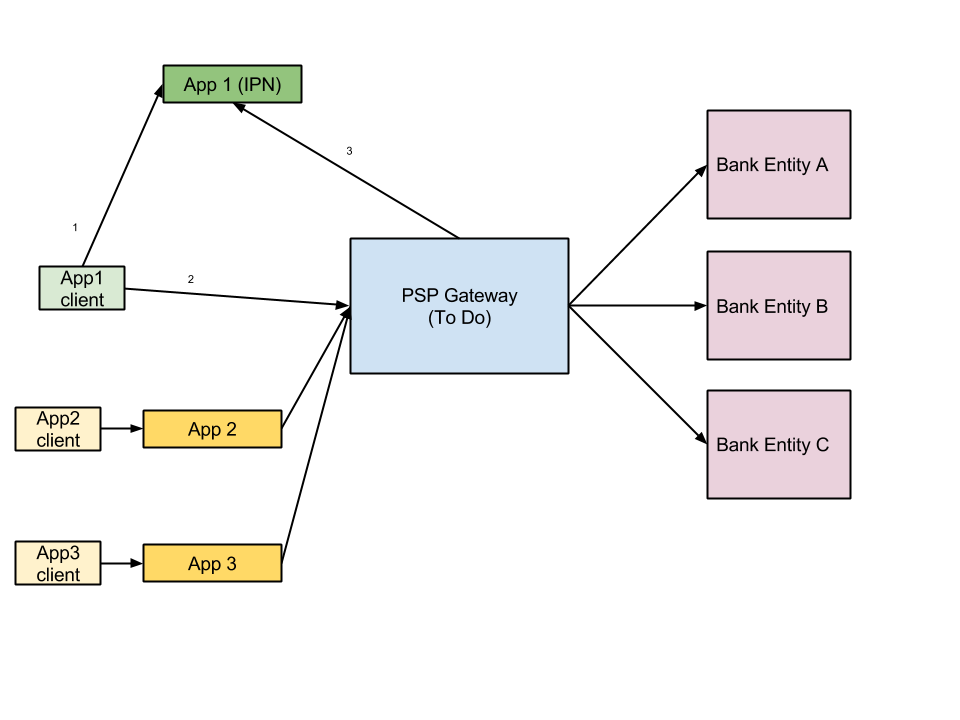 App 1 (IPN)
3
Bank Entity A
1
App1
client
2
PSP Gateway
(To Do)
Bank Entity B
App2
client
App 2
Bank Entity C
App3
client
App 3